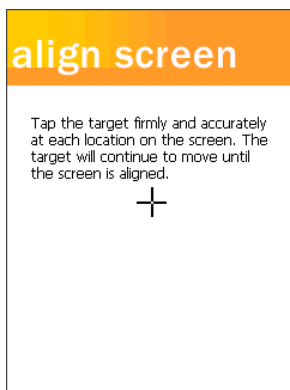 align screen
Tap the target firmly and accurately
at each location on the screen. The
target will continue to move until
the screen is aligned.